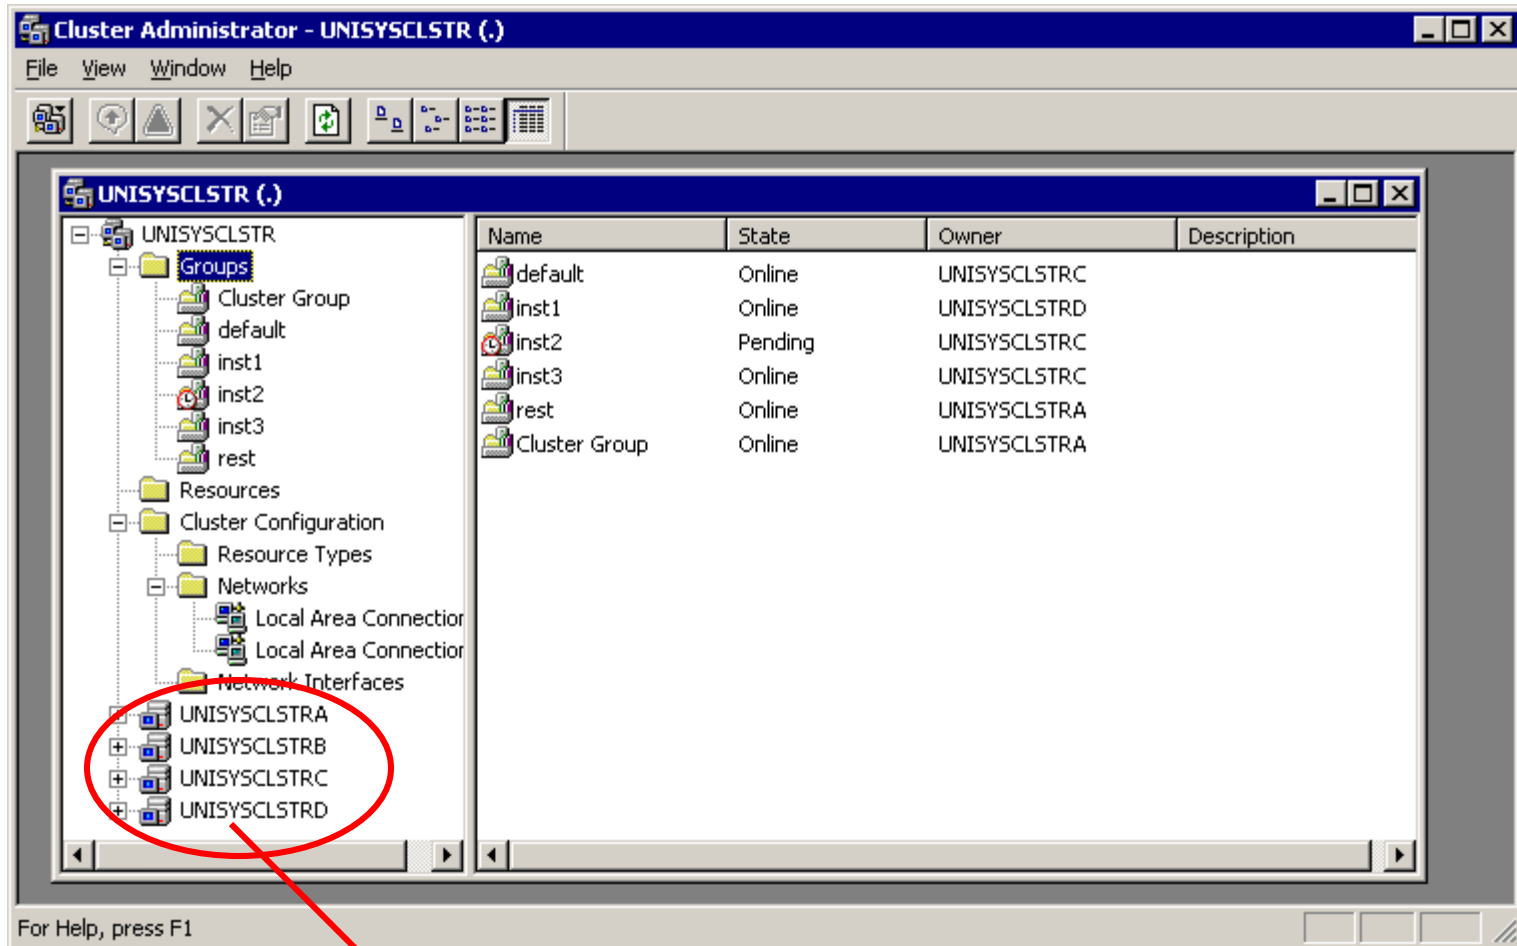 Cluster Administrator - UNISYSCLSTR (.)
File View Window Help
UNISYSCLSTR (.)
UNISYSCLSTR
Groups
Cluster Group
default
inst1
inst2
inst3
rest
Resources
Cluster Configuration
Resource Types
Networks
Local Area Connection
Local Area Connection
Network Interfaces
UNISYSCLSTRA
UNISYSCLSTRB
UNISYSCLSTRC
UNISYSCLSTRD
Name State Owner Description
default Online UNISYSCLSTRC
inst1 Online UNISYSCLSTRD
inst2 Pending UNISYSCLSTRC
inst3 Online UNISYSCLSTRC
rest Online UNISYSCLSTRA
Cluster Group Online UNISYSCLSTRA
For Help, press F1